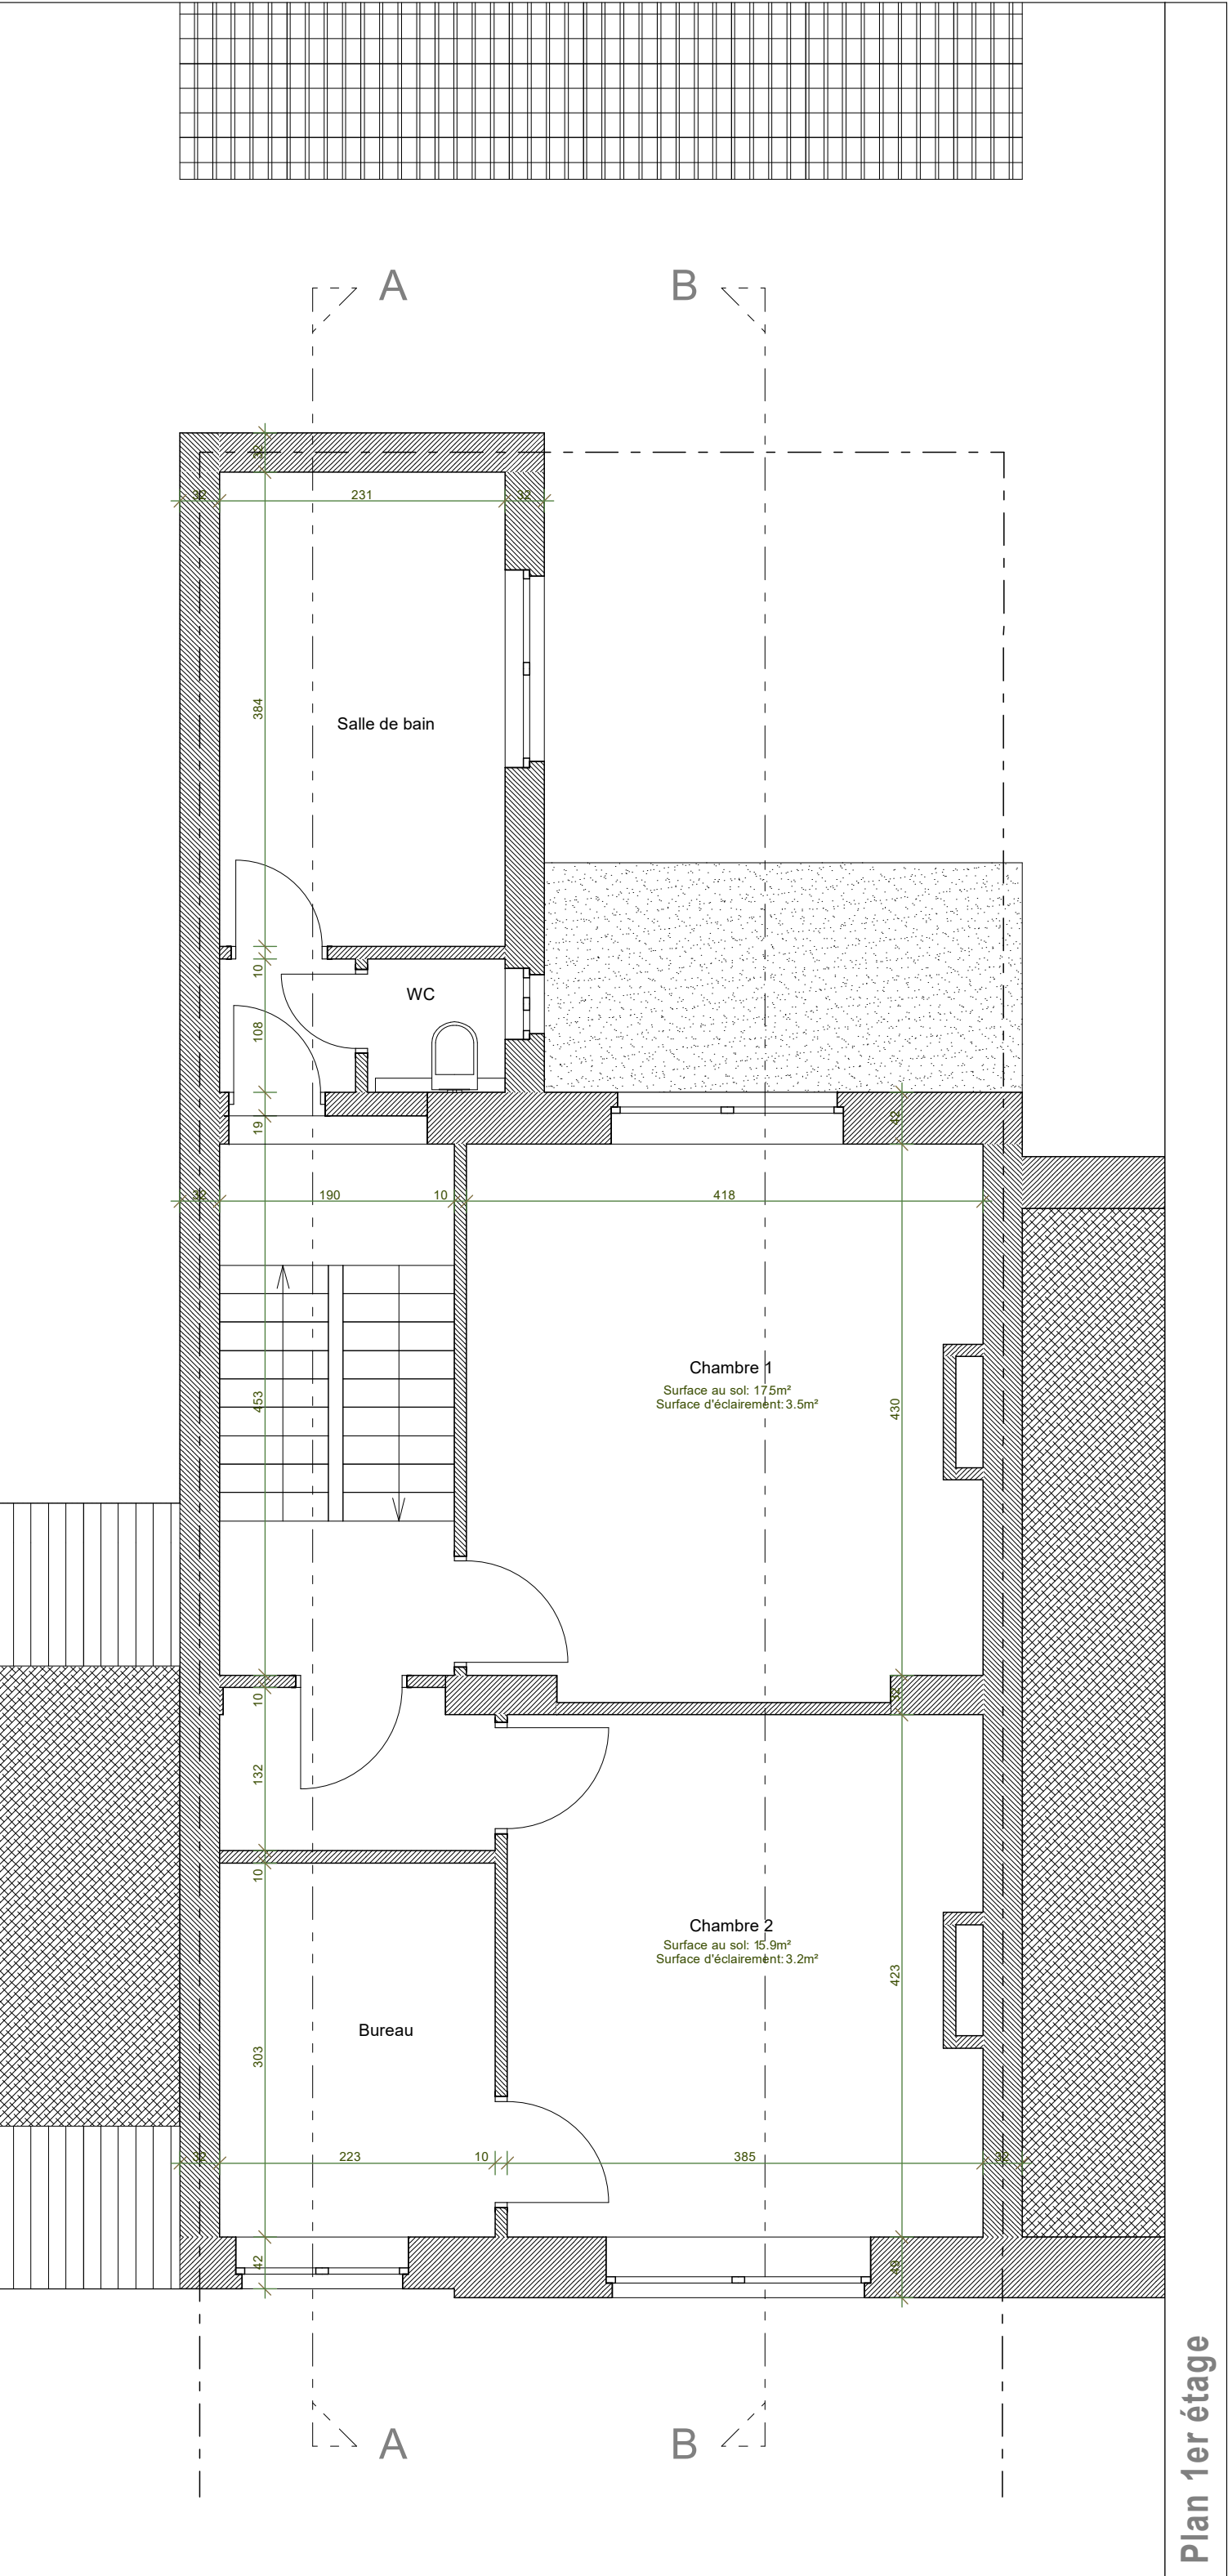 A
B
32
32
231
32
384
Salle de bain
10
WC
108
19
42
32
190
10
418
Chambre 1
Surface au sol: 17.5m²
Surface d'éclairement: 3.5m²
453
430
10
32
132
10
Chambre 2
Surface au sol: 15.9m²
Surface d'éclairement: 3.2m²
423
Bureau
303
32
223
10
385
32
42
49
A
B
Plan 1er étage